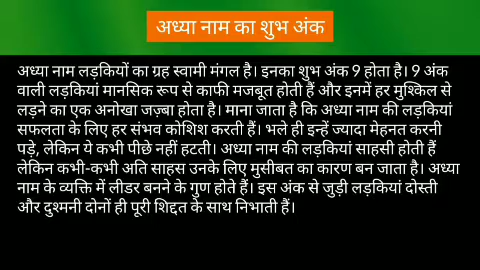 अध्या नाम का शुभ अंक
अध्या नाम लड़कियों का ग्रह स्वामी मंगल है। इनका शुभ अंक 9 होता है। 9 अंक
वाली लड़कियां मानसिक रूप से काफी मजबूत होती हैं और इनमें हर मुश्किल से
लड़ने का एक अनोखा जज़्बा होता है। माना जाता है कि अध्या नाम की लड़कियां
सफलता के लिए हर संभव कोशिश करती हैं। भले ही इन्हें ज्यादा मेहनत करनी
पड़े, लेकिन ये कभी पीछे नहीं हटती। अध्या नाम की लड़कियां साहसी होती हैं
लेकिन कभी-कभी अति साहस उनके लिए मुसीबत का कारण बन जाता है। अध्या
नाम के व्यक्ति में लीडर बनने के गुण होते हैं। इस अंक से जुड़ी लड़कियां दोस्ती
और दुश्मनी दोनों ही पूरी शिद्दत के साथ निभाती हैं।